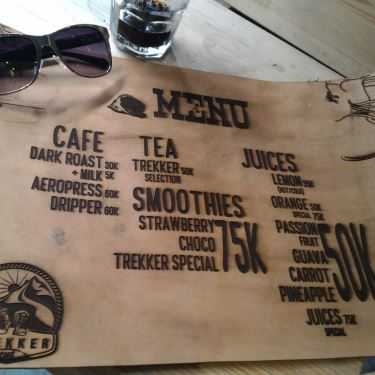 MENU
CAFE
DARK ROAST 30K
+ MILK 5K
AEROPRESS 60K
DRIPPER 60K
TEA
TREKKER 50K
SELECTION
SMOOTHIES
STRAWBERRY
CHOCO
TREKKER SPECIAL
75K
JUICES
LEMON 35K
ORANGE 50K
SPECIAL 75K
PASSION
FRUIT
GUAVA
CARROT
PINEAPPLE
50K
JUICES 75K
SPECIAL
TREKKER